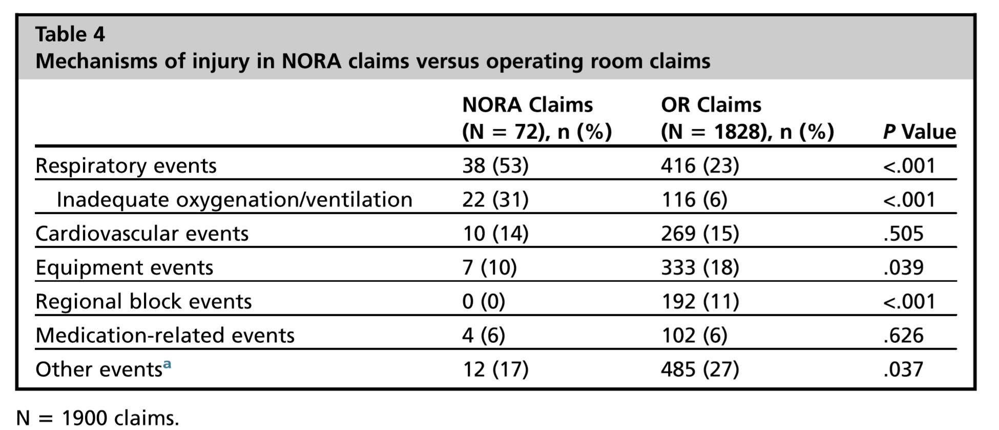 Table 4
Mechanisms of injury in NORA claims versus operating room claims
NORA Claims (N = 72), n (%) OR Claims (N = 1828), n (%) P Value
Respiratory events 38 (53) 416 (23) <.001
Inadequate oxygenation/ventilation 22 (31) 116 (6) <.001
Cardiovascular events 10 (14) 269 (15) .505
Equipment events 7 (10) 333 (18) .039
Regional block events 0 (0) 192 (11) <.001
Medication-related events 4 (6) 102 (6) .626
Other eventsa 12 (17) 485 (27) .037
N = 1900 claims.